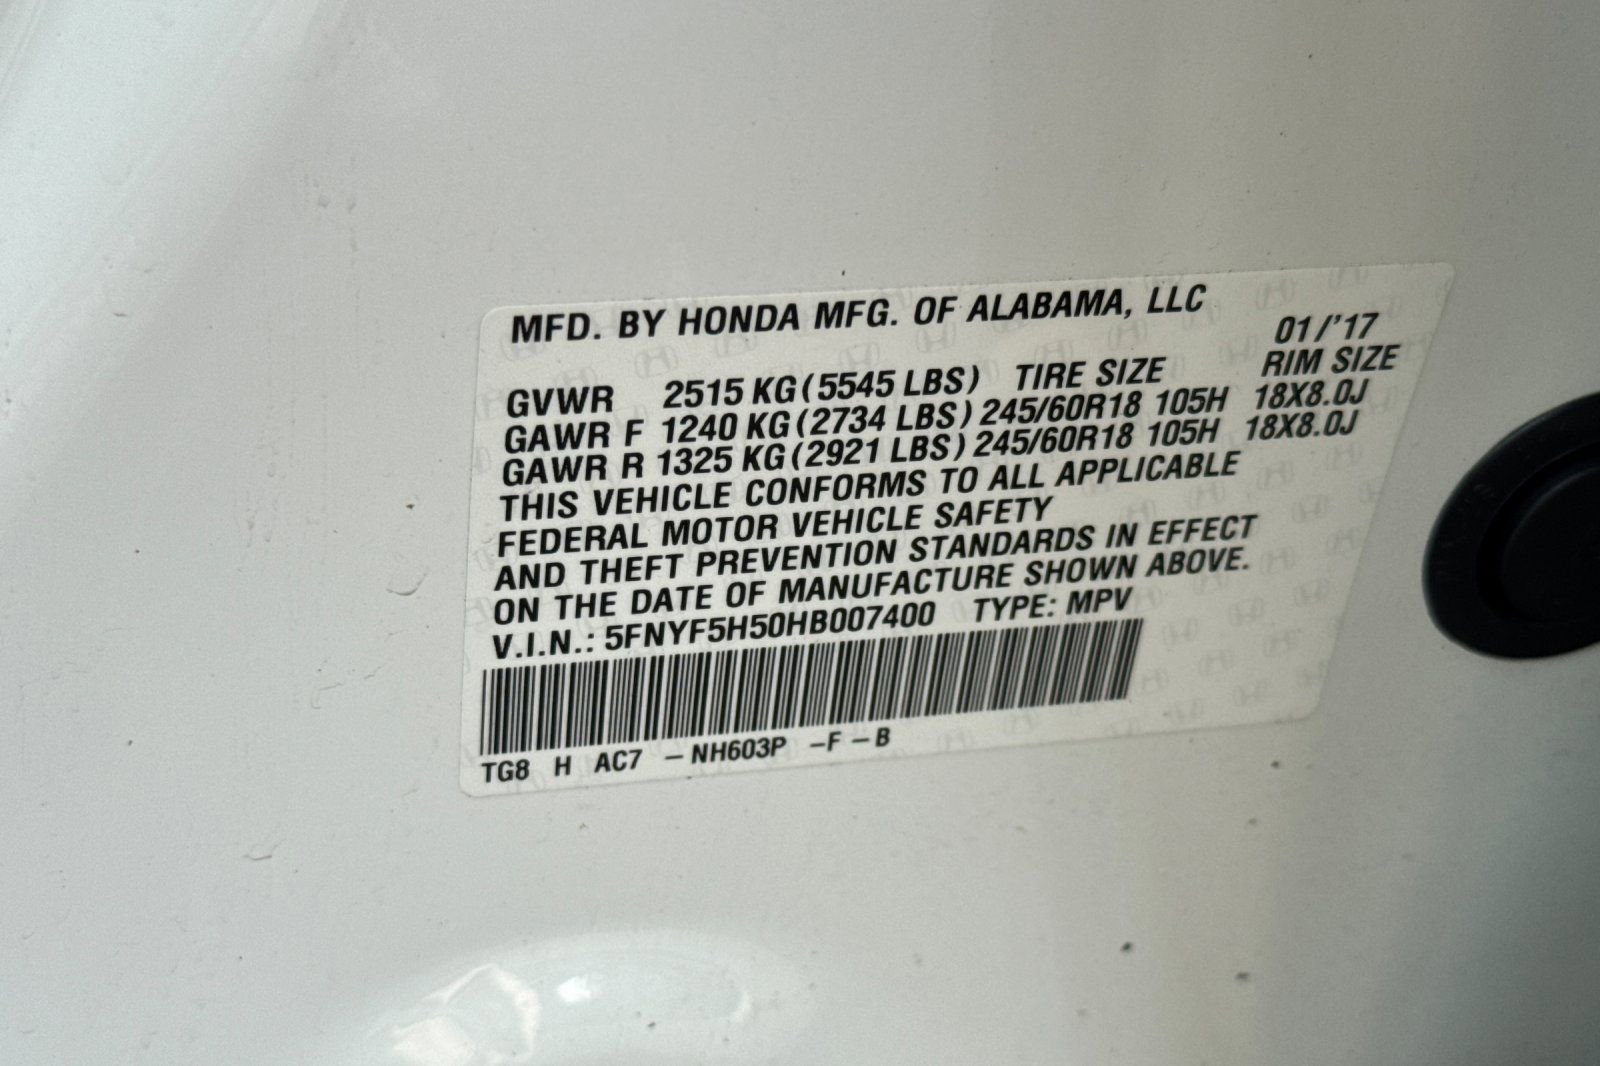 MFD. BY HONDA MFG. OF ALABAMA, LLC
01/'17
GVWR 2515 KG(5545 LBS) TIRE SIZE RIM SIZE
GAWR F 1240 KG(2734 LBS) 245/60R18 105H 18X8.0J
GAWR R 1325 KG(2921 LBS) 245/60R18 105H 18X8.0J
THIS VEHICLE CONFORMS TO ALL APPLICABLE
FEDERAL MOTOR VEHICLE SAFETY
AND THEFT PREVENTION STANDARDS IN EFFECT
ON THE DATE OF MANUFACTURE SHOWN ABOVE.
V.I.N.: 5FNYF5H50HB007400 TYPE: MPV
TG8 H AC7 -NH603P -F-B